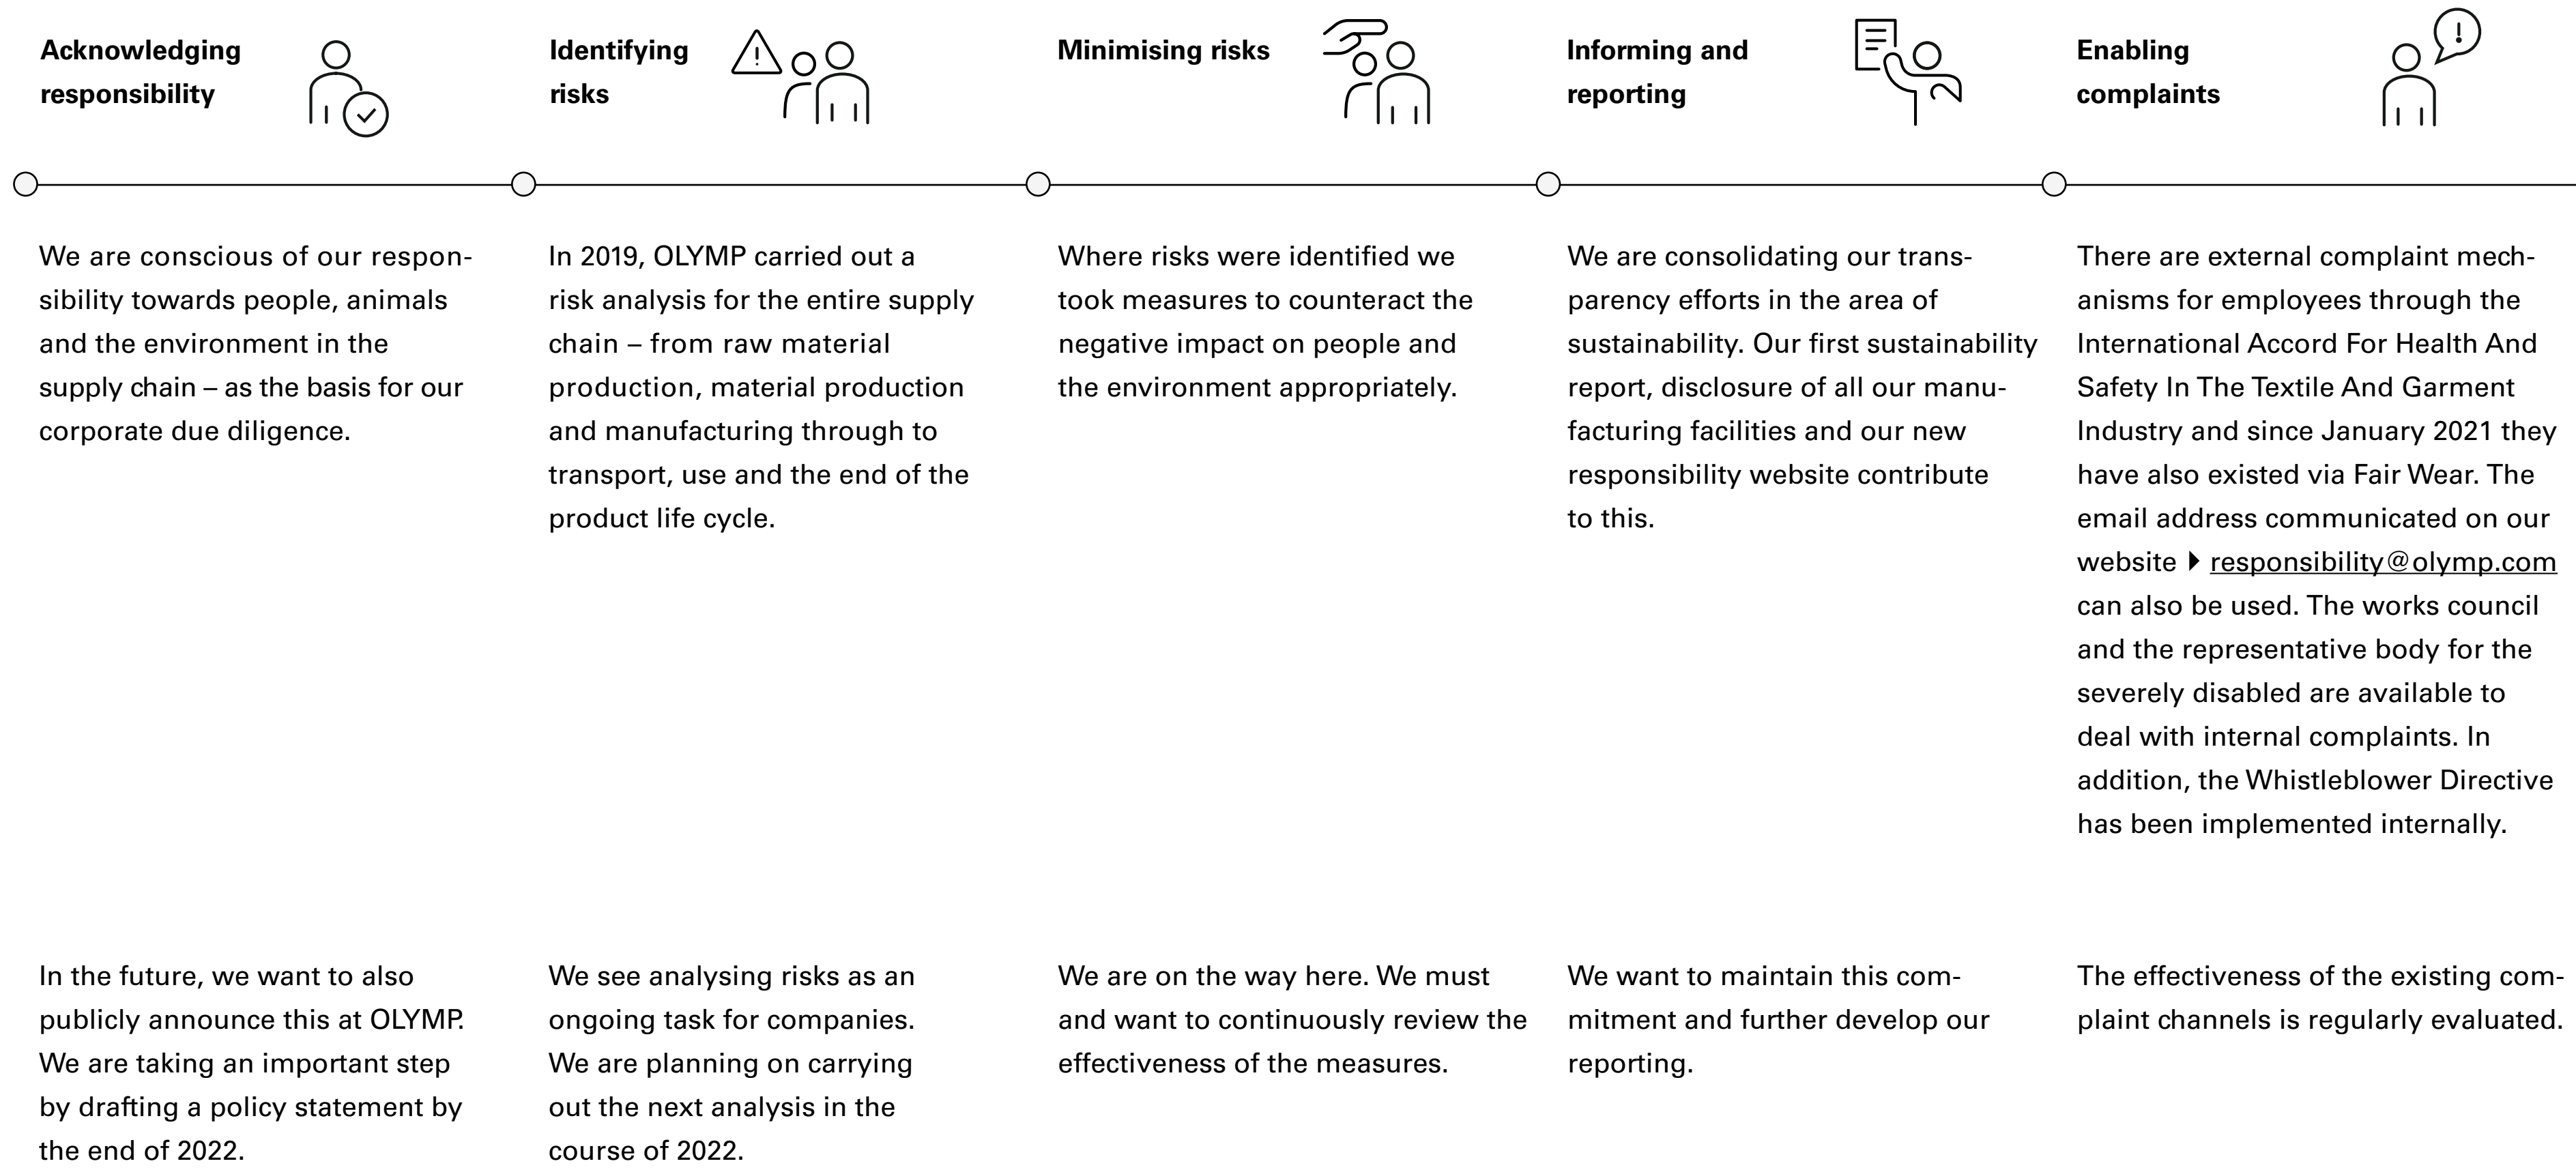 Acknowledging
responsibility
Identifying
risks
Minimising risks
Informing and
reporting
Enabling
complaints
We are conscious of our respon-
sibility towards people, animals
and the environment in the
supply chain – as the basis for our
corporate due diligence.
In 2019, OLYMP carried out a
risk analysis for the entire supply
chain – from raw material
production, material production
and manufacturing through to
transport, use and the end of the
product life cycle.
Where risks were identified we
took measures to counteract the
negative impact on people and
the environment appropriately.
We are consolidating our trans-
parency efforts in the area of
sustainability. Our first sustainability
report, disclosure of all our manu-
facturing facilities and our new
responsibility website contribute
to this.
There are external complaint mech-
anisms for employees through the
International Accord For Health And
Safety In The Textile And Garment
Industry and since January 2021 they
have also existed via Fair Wear. The
email address communicated on our
website ▶ responsibility@olymp.com
can also be used. The works council
and the representative body for the
severely disabled are available to
deal with internal complaints. In
addition, the Whistleblower Directive
has been implemented internally.
In the future, we want to also
publicly announce this at OLYMP.
We are taking an important step
by drafting a policy statement by
the end of 2022.
We see analysing risks as an
ongoing task for companies.
We are planning on carrying
out the next analysis in the
course of 2022.
We are on the way here. We must
and want to continuously review the
effectiveness of the measures.
We want to maintain this com-
mitment and further develop our
reporting.
The effectiveness of the existing com-
plaint channels is regularly evaluated.